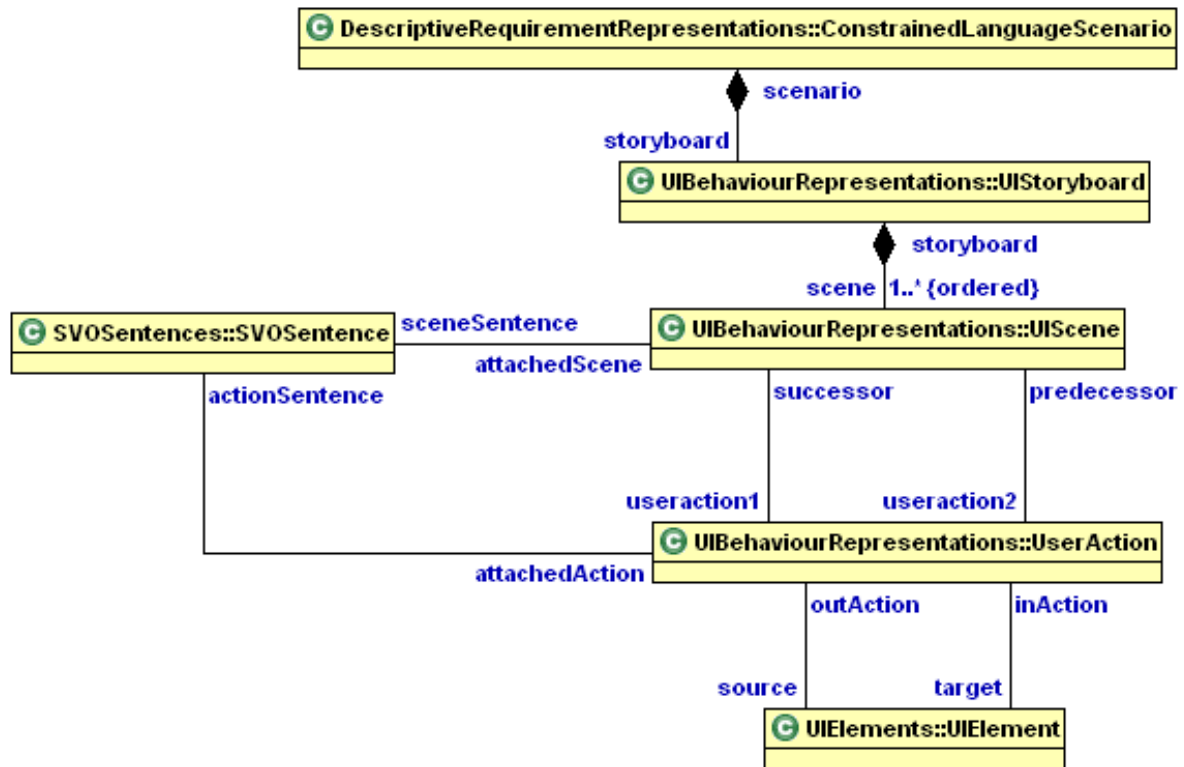 C DescriptiveRequirementRepresentations::ConstrainedLanguageScenario
scenario
storyboard
C UIBehaviourRepresentations::UIStoryboard
storyboard
scene 1..* {ordered}
C SVOSentences::SVOSentence
sceneSentence
C UIBehaviourRepresentations::UIScene
attachedScene
actionSentence
successor
predecessor
useraction1
useraction2
C UIBehaviourRepresentations::UserAction
attachedAction
outAction
inAction
source
target
C UIElements::UIElement